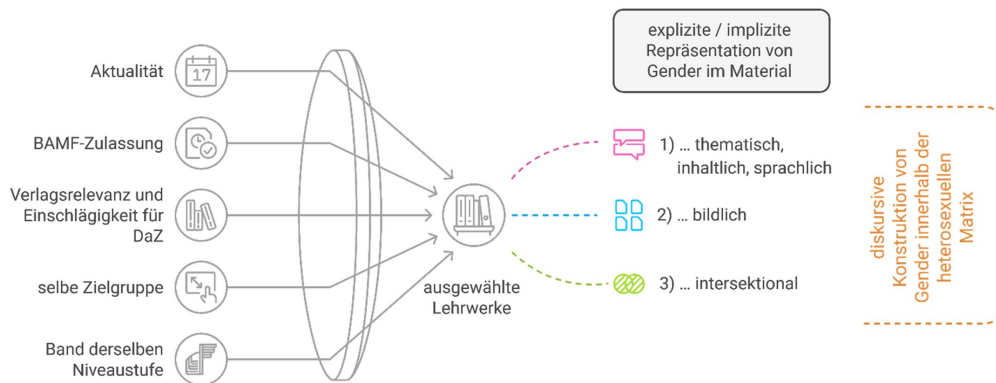 Aktualität
17
BAMF-Zulassung
Verlagsrelevanz und
Einschlägigkeit für
DaZ
selbe Zielgruppe
Band derselben
Niveaustufe
ausgewählte
Lehrwerke
explizite / implizite
Repräsentation von
Gender im Material
1) ... thematisch,
inhaltlich, sprachlich
2) ... bildlich
3) ... intersektional
diskursive
Konstruktion von
Gender innerhalb der
heterosexuellen
Matrix